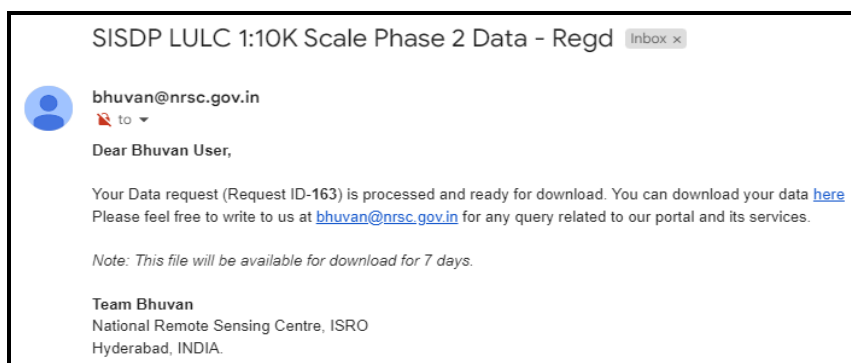 SISDP LULC 1:10K Scale Phase 2 Data - Regd Inbox ×
bhuvan@nrsc.gov.in
to
Dear Bhuvan User,
Your Data request (Request ID-163) is processed and ready for download. You can download your data here
Please feel free to write to us at bhuvan@nrsc.gov.in for any query related to our portal and its services.
Note: This file will be available for download for 7 days.
Team Bhuvan
National Remote Sensing Centre, ISRO
Hyderabad, INDIA.